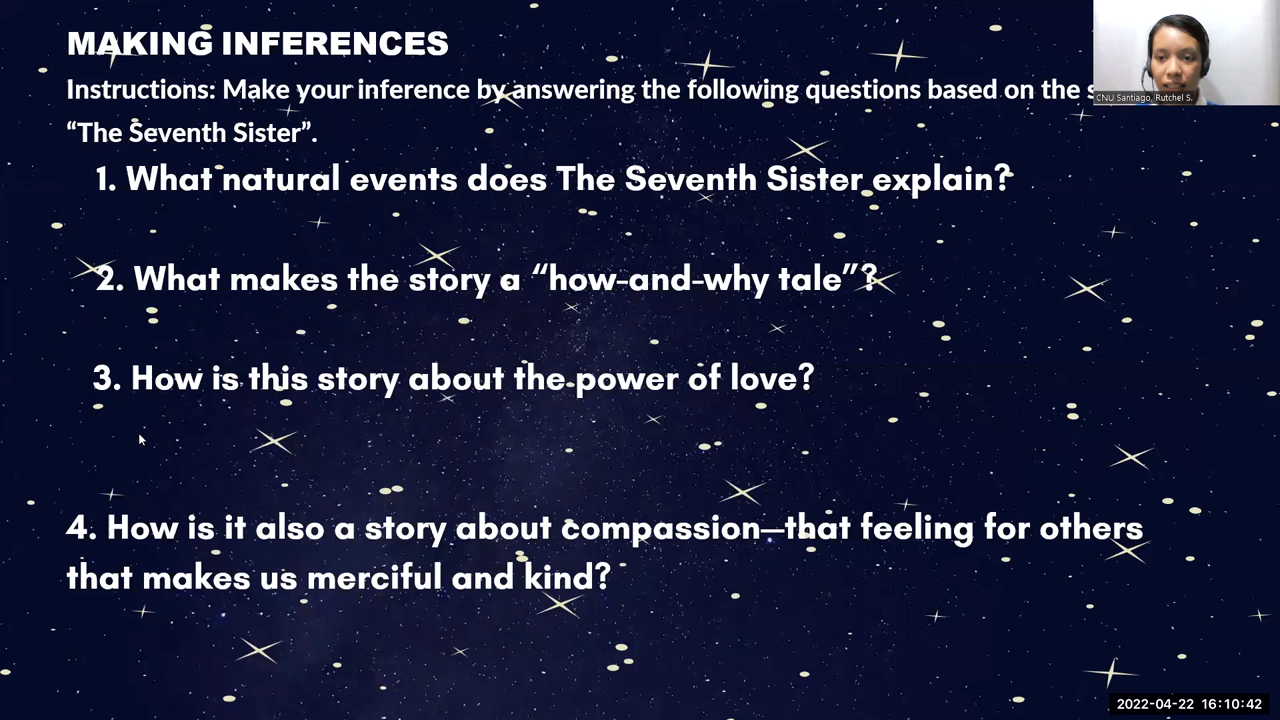 MAKING INFERENCES
Instructions: Make your inference by answering the following questions based on the
“The Seventh Sister”.
1. What natural events does The Seventh Sister explain?
2. What makes the story a “how-and-why tale”?
3. How is this story about the power of love?
4. How is it also a story about compassion—that feeling for others
that makes us merciful and kind?
CNU Santiago, Rutchel S.
2022-04-22 16:10:42